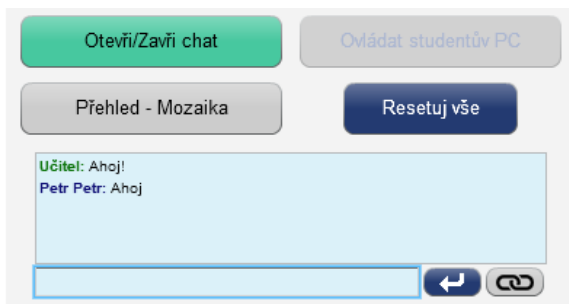 Otevři/Zavři chat
Ovládat studentův PC
Přehled - Mozaika
Resetuj vše
Učitel: Ahoj!
Petr Petr: Ahoj